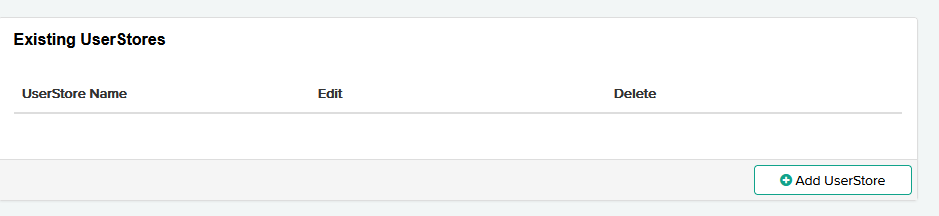 Existing UserStores
UserStore Name Edit Delete
Add UserStore